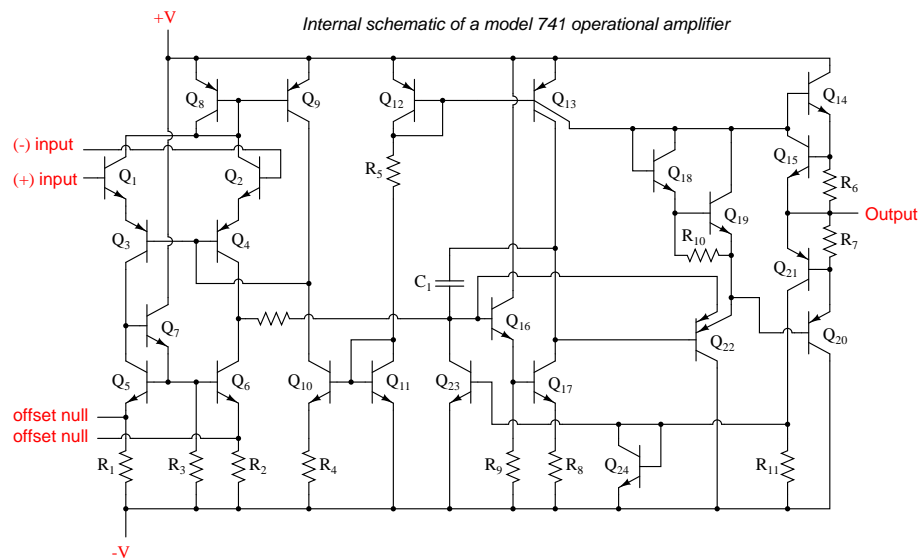 Internal schematic of a model 741 operational amplifier
+V
Q8
Q9
Q12
Q13
Q14
(-) input
(+) input
Q1
Q2
R5
Q18
Q15
R6
Output
Q19
Q3
Q4
R10
R7
C1
Q21
Q7
Q16
Q22
Q20
Q5
Q6
Q10
Q11
Q23
Q17
offset null
offset null
R1
R3
R2
R4
R9
R8
Q24
R11
-V